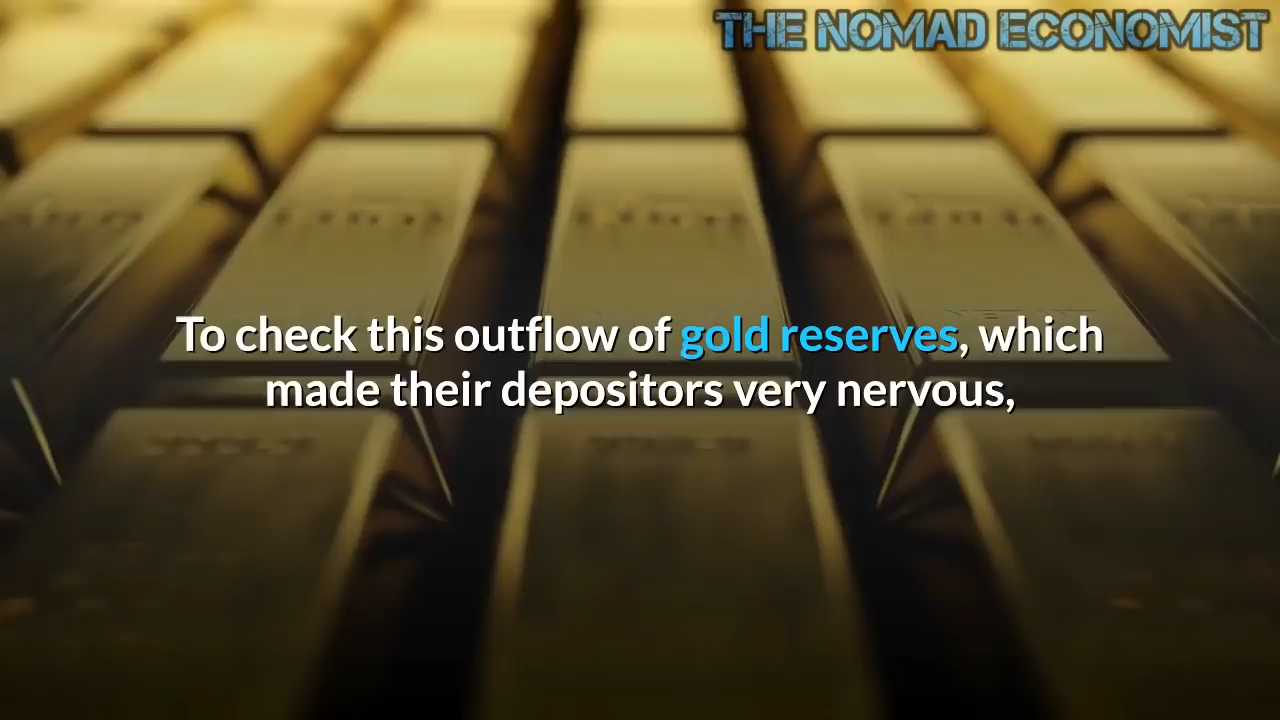 THE NOMAD ECONOMIST
To check this outflow of gold reserves, which
made their depositors very nervous,